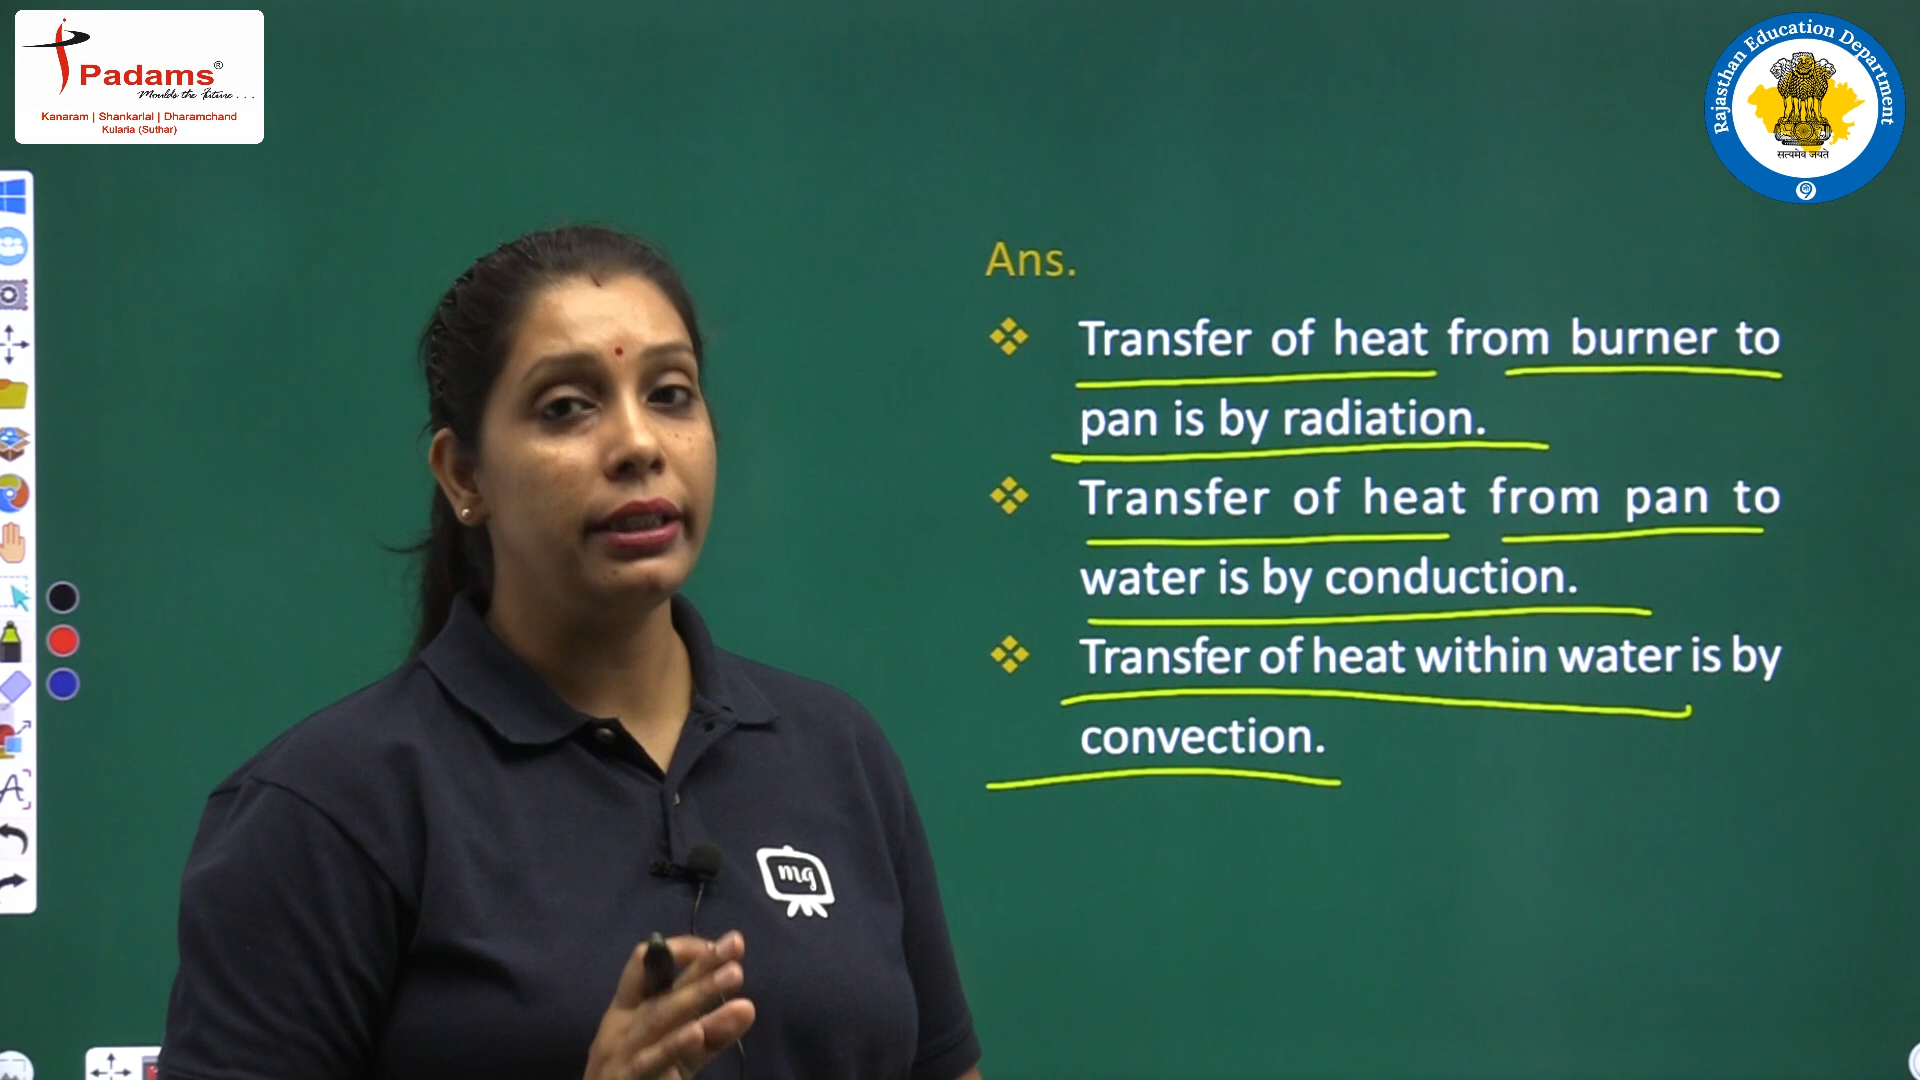 Padams®
Moulds the Future . . .
Kanaram | Shankarlal | Dharamchand
Kularia (Suthar)
Rajasthan Education Department
सत्यमेव जयते
Ans.
❖ Transfer of heat from burner to
pan is by radiation.
❖ Transfer of heat from pan to
water is by conduction.
❖ Transfer of heat within water is by
convection.
A
mg